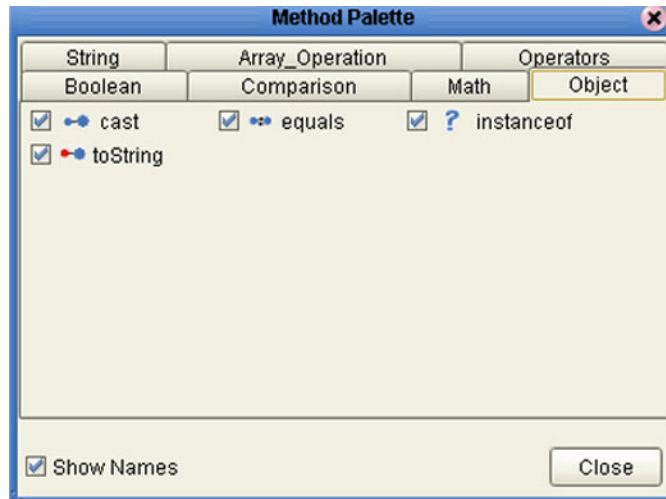 Method Palette
String Array_Operation Operators
Boolean Comparison Math Object
cast equals ? instanceof
toString
Show Names Close